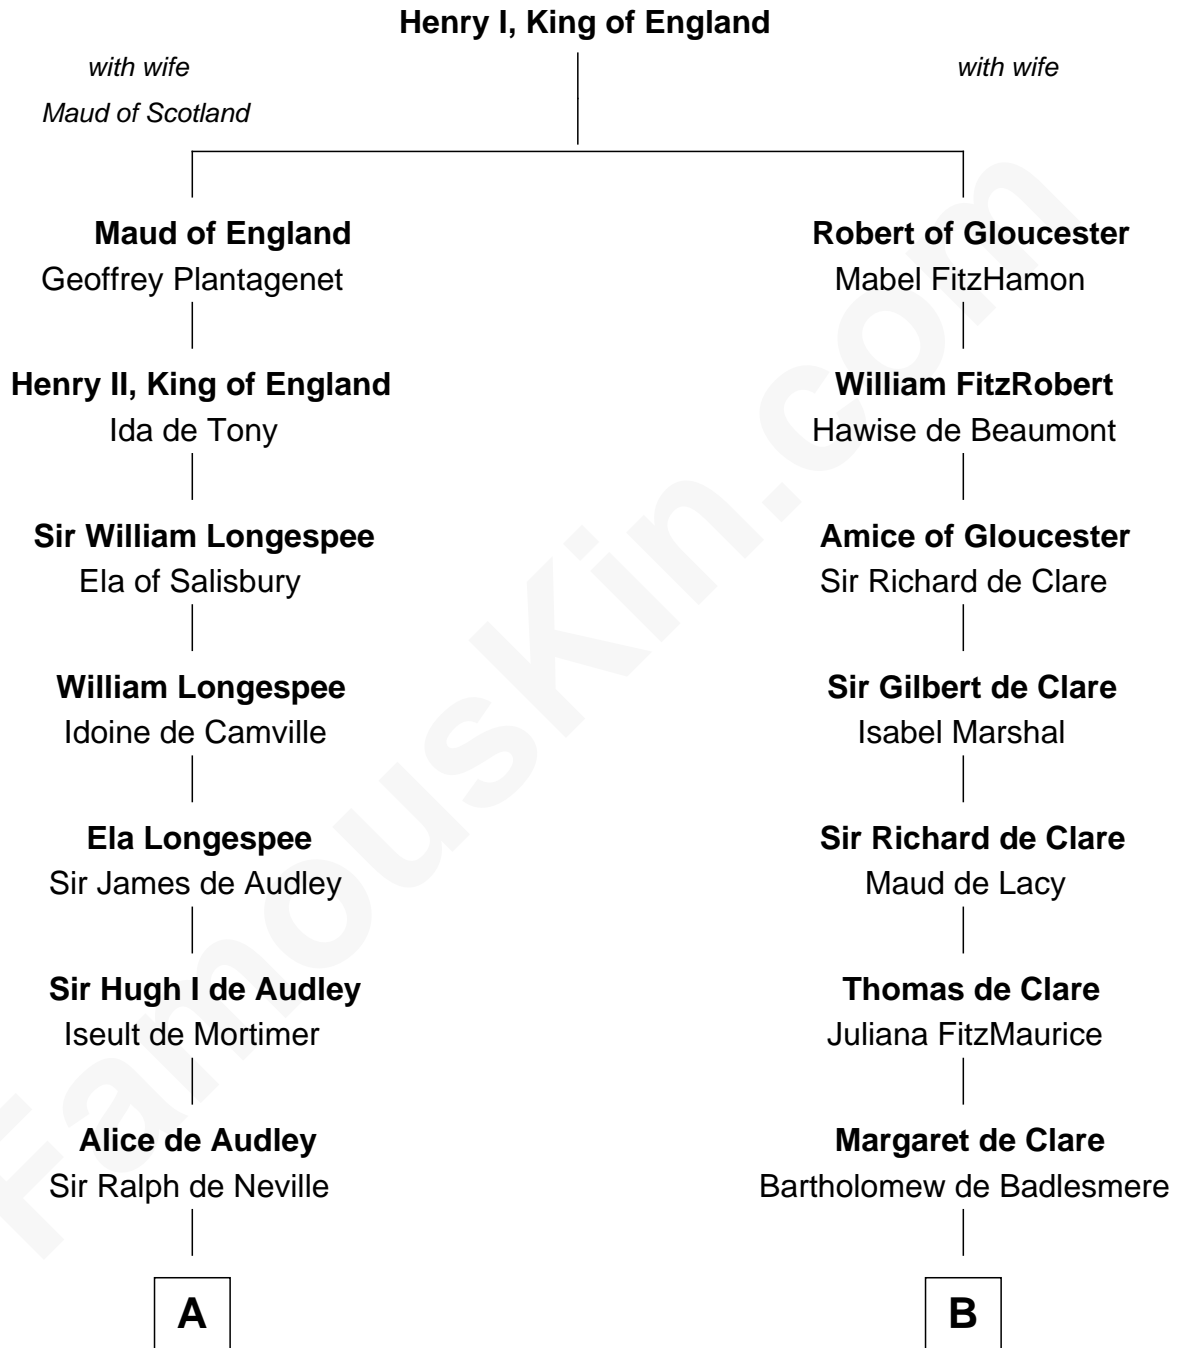 Henry I, King of England
with wife
Maud of Scotland
with wife
Maud of England
Geoffrey Plantagenet
Robert of Gloucester
Mabel FitzHamon
Henry II, King of England
Ida de Tony
William FitzRobert
Hawise de Beaumont
Sir William Longespee
Ela of Salisbury
Amice of Gloucester
Sir Richard de Clare
William Longespee
Idoine de Camville
Sir Gilbert de Clare
Isabel Marshal
Ela Longespee
Sir James de Audley
Sir Richard de Clare
Maud de Lacy
Sir Hugh I de Audley
Iseult de Mortimer
Thomas de Clare
Juliana FitzMaurice
Alice de Audley
Sir Ralph de Neville
Margaret de Clare
Bartholomew de Badlesmere
A
B
FamousKin.com